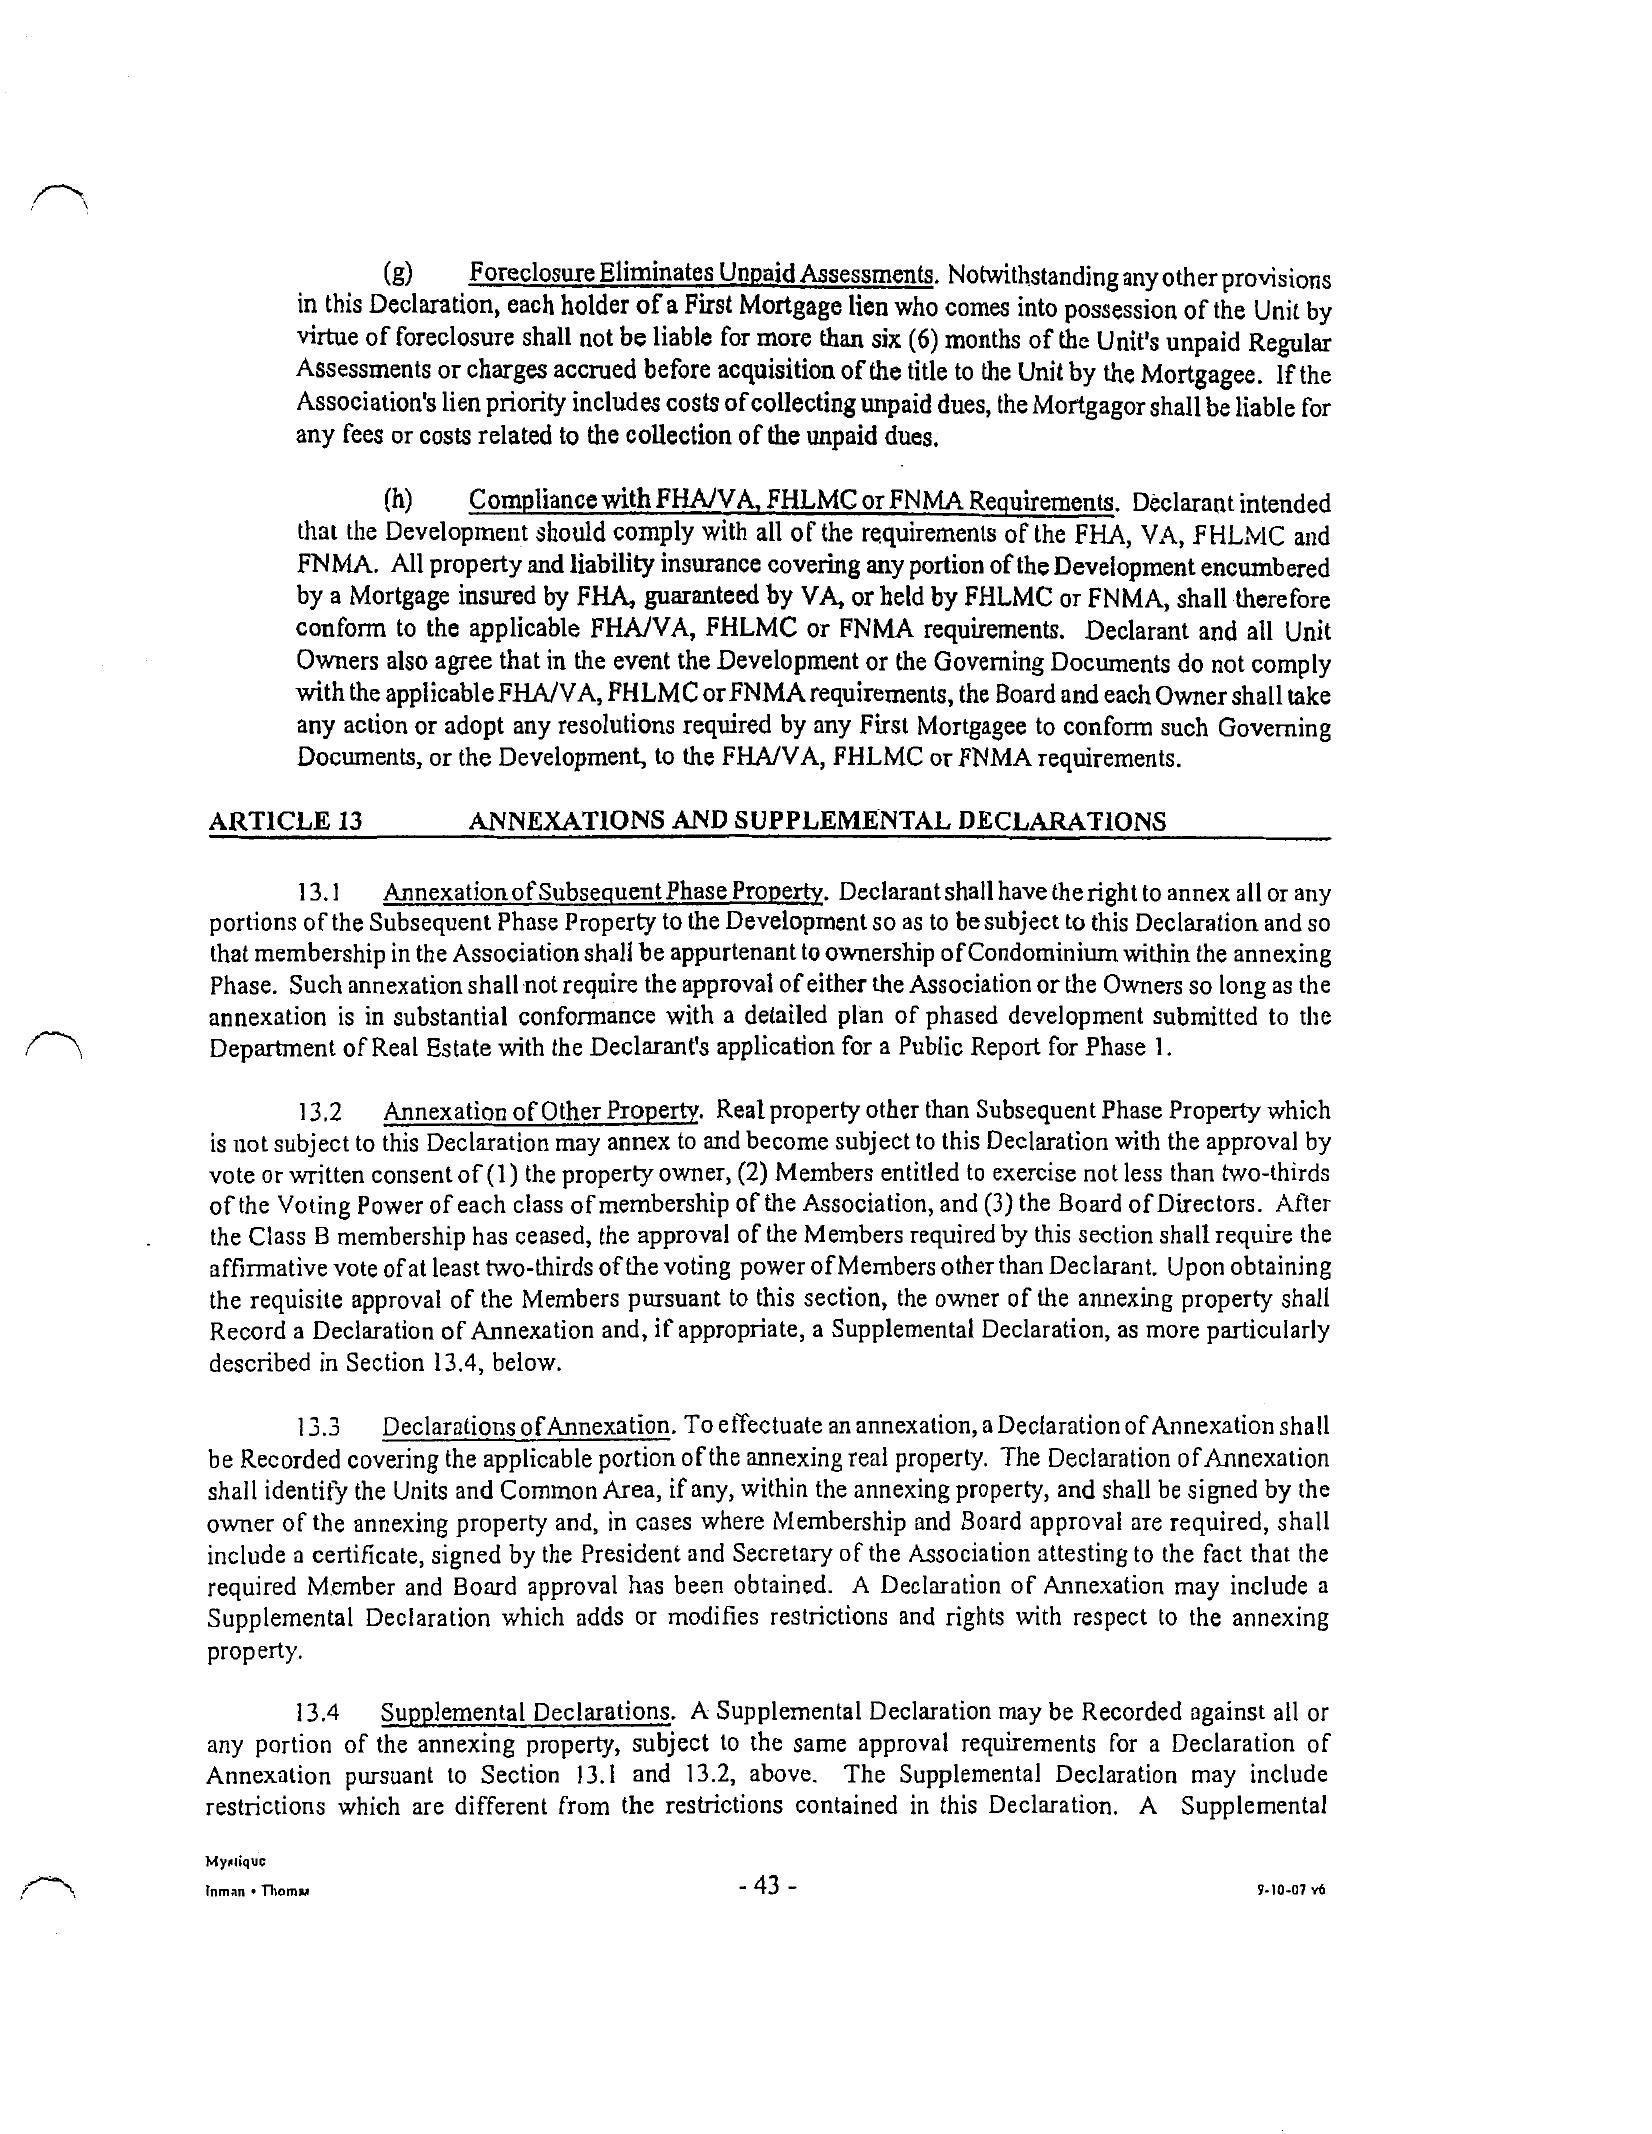 (g) Foreclosure Eliminates Unpaid Assessments. Notwithstanding any other provisions
in this Declaration, each holder of a First Mortgage lien who comes into possession of the Unit by
virtue of foreclosure shall not be liable for more than six (6) months of the Unit's unpaid Regular
Assessments or charges accrued before acquisition of the title to the Unit by the Mortgagee. If the
Association's lien priority includes costs of collecting unpaid dues, the Mortgagor shall be liable for
any fees or costs related to the collection of the unpaid dues.
(h) Compliance with FHA/VA, FHLMC or FNMA Requirements. Declarant intended
that the Development should comply with all of the requirements of the FHA, VA, FHLMC and
FNMA. All property and liability insurance covering any portion of the Development encumbered
by a Mortgage insured by FHA, guaranteed by VA, or held by FHLMC or FNMA, shall therefore
conform to the applicable FHA/VA, FHLMC or FNMA requirements. Declarant and all Unit
Owners also agree that in the event the Development or the Governing Documents do not comply
with the applicable FHA/VA, FHLMC or FNMA requirements, the Board and each Owner shall take
any action or adopt any resolutions required by any First Mortgagee to conform such Governing
Documents, or the Development, to the FHA/VA, FHLMC or FNMA requirements.
ARTICLE 13 ANNEXATIONS AND SUPPLEMENTAL DECLARATIONS
13.1 Annexation of Subsequent Phase Property. Declarant shall have the right to annex all or any
portions of the Subsequent Phase Property to the Development so as to be subject to this Declaration and so
that membership in the Association shall be appurtenant to ownership of Condominium within the annexing
Phase. Such annexation shall not require the approval of either the Association or the Owners so long as the
annexation is in substantial conformance with a detailed plan of phased development submitted to the
Department of Real Estate with the Declarant's application for a Public Report for Phase 1.
13.2 Annexation of Other Property. Real property other than Subsequent Phase Property which
is not subject to this Declaration may annex to and become subject to this Declaration with the approval by
vote or written consent of (1) the property owner, (2) Members entitled to exercise not less than two-thirds
of the Voting Power of each class of membership of the Association, and (3) the Board of Directors. After
the Class B membership has ceased, the approval of the Members required by this section shall require the
affirmative vote of at least two-thirds of the voting power of Members other than Declarant. Upon obtaining
the requisite approval of the Members pursuant to this section, the owner of the annexing property shall
Record a Declaration of Annexation and, if appropriate, a Supplemental Declaration, as more particularly
described in Section 13.4, below.
13.3 Declarations of Annexation. To effectuate an annexation, a Declaration of Annexation shall
be Recorded covering the applicable portion of the annexing real property. The Declaration of Annexation
shall identify the Units and Common Area, if any, within the annexing property, and shall be signed by the
owner of the annexing property and, in cases where Membership and Board approval are required, shall
include a certificate, signed by the President and Secretary of the Association attesting to the fact that the
required Member and Board approval has been obtained. A Declaration of Annexation may include a
Supplemental Declaration which adds or modifies restrictions and rights with respect to the annexing
property.
13.4 Supplemental Declarations. A Supplemental Declaration may be Recorded against all or
any portion of the annexing property, subject to the same approval requirements for a Declaration of
Annexation pursuant to Section 13.1 and 13.2, above. The Supplemental Declaration may include
restrictions which are different from the restrictions contained in this Declaration. A Supplemental
Mystique
Inman • Thomas
- 43 -
9-10-07 v6